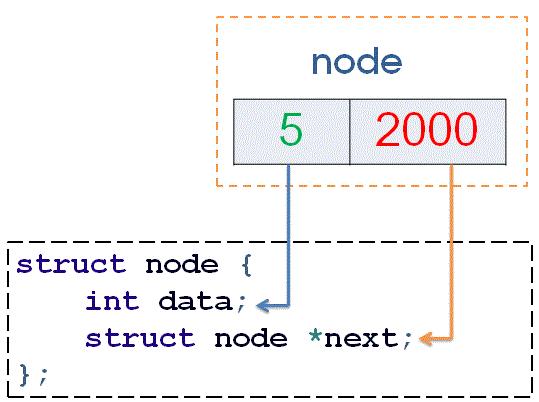 node
5 2000
struct node {
int data;
struct node *next;
};